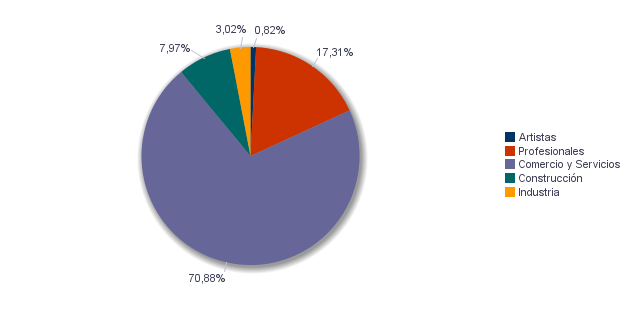 3,02%
0,82%
7,97%
17,31%
70,88%
Artistas
Profesionales
Comercio y Servicios
Construcción
Industria